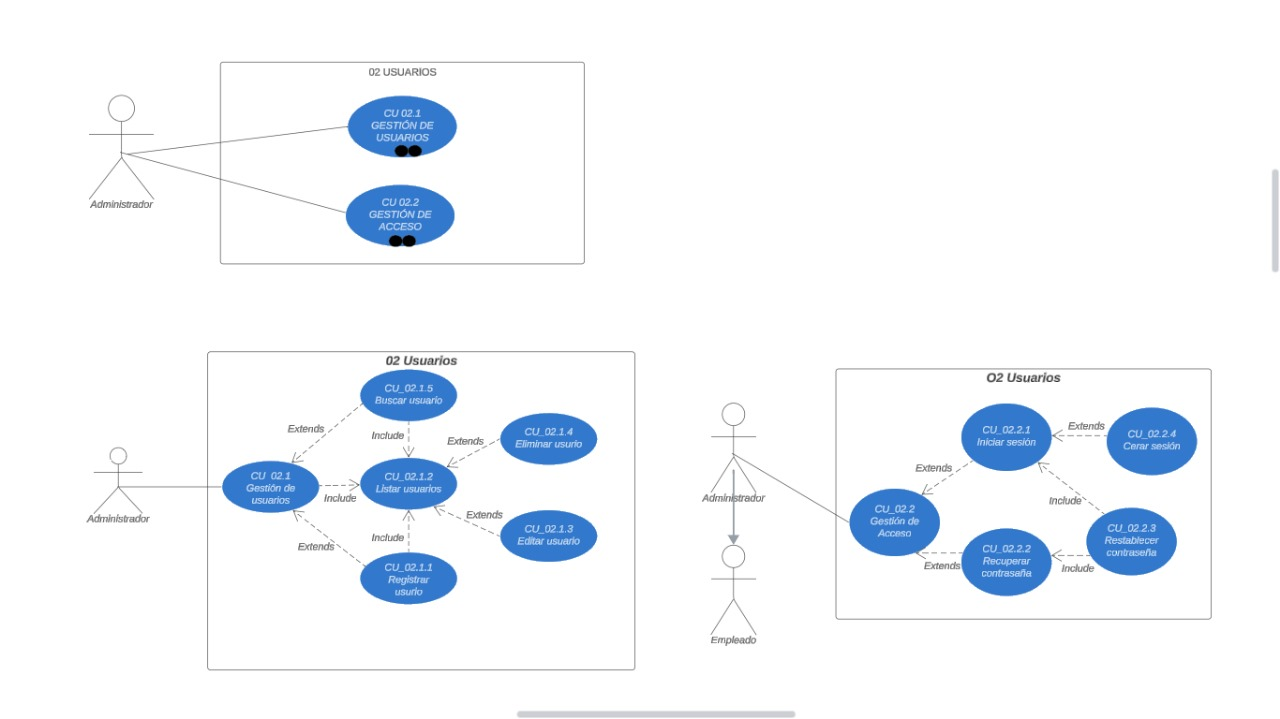 02 USUARIOS
CU 02.1
GESTIÓN DE
USUARIOS
CU 02.2
GESTIÓN DE
ACCESO
Administrador
02 Usuarios
CU_02.1.5
Buscar usuario
Extends
Include
Extends
CU_02.1.4
Eliminar usurio
CU 02.1
Gestión de
usuarios
Include
CU_02.1.2
Listar usuarios
Administrador
Extends
CU_02.1.3
Editar usuario
Extends
Include
CU_02.1.1
Registrar
usurio
O2 Usuarios
CU_02.2.1
Iniciar sesión
Extends
CU_02.2.4
Cerar sesión
Extends
Administrador
Include
CU_02.2
Gestión de
Acceso
CU_02.2.3
Restablecer
contraseña
CU_02.2.2
Recuperar
contrasaña
Extends
Include
Empleado